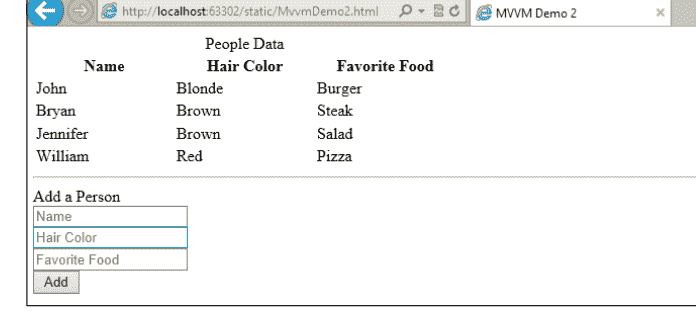 http://localhost:63302/static/MvvmDemo2.html
MVVM Demo 2
People Data
Name Hair Color Favorite Food
John Blonde Burger
Bryan Brown Steak
Jennifer Brown Salad
William Red Pizza
Add a Person
Name
Hair Color
Favorite Food
Add